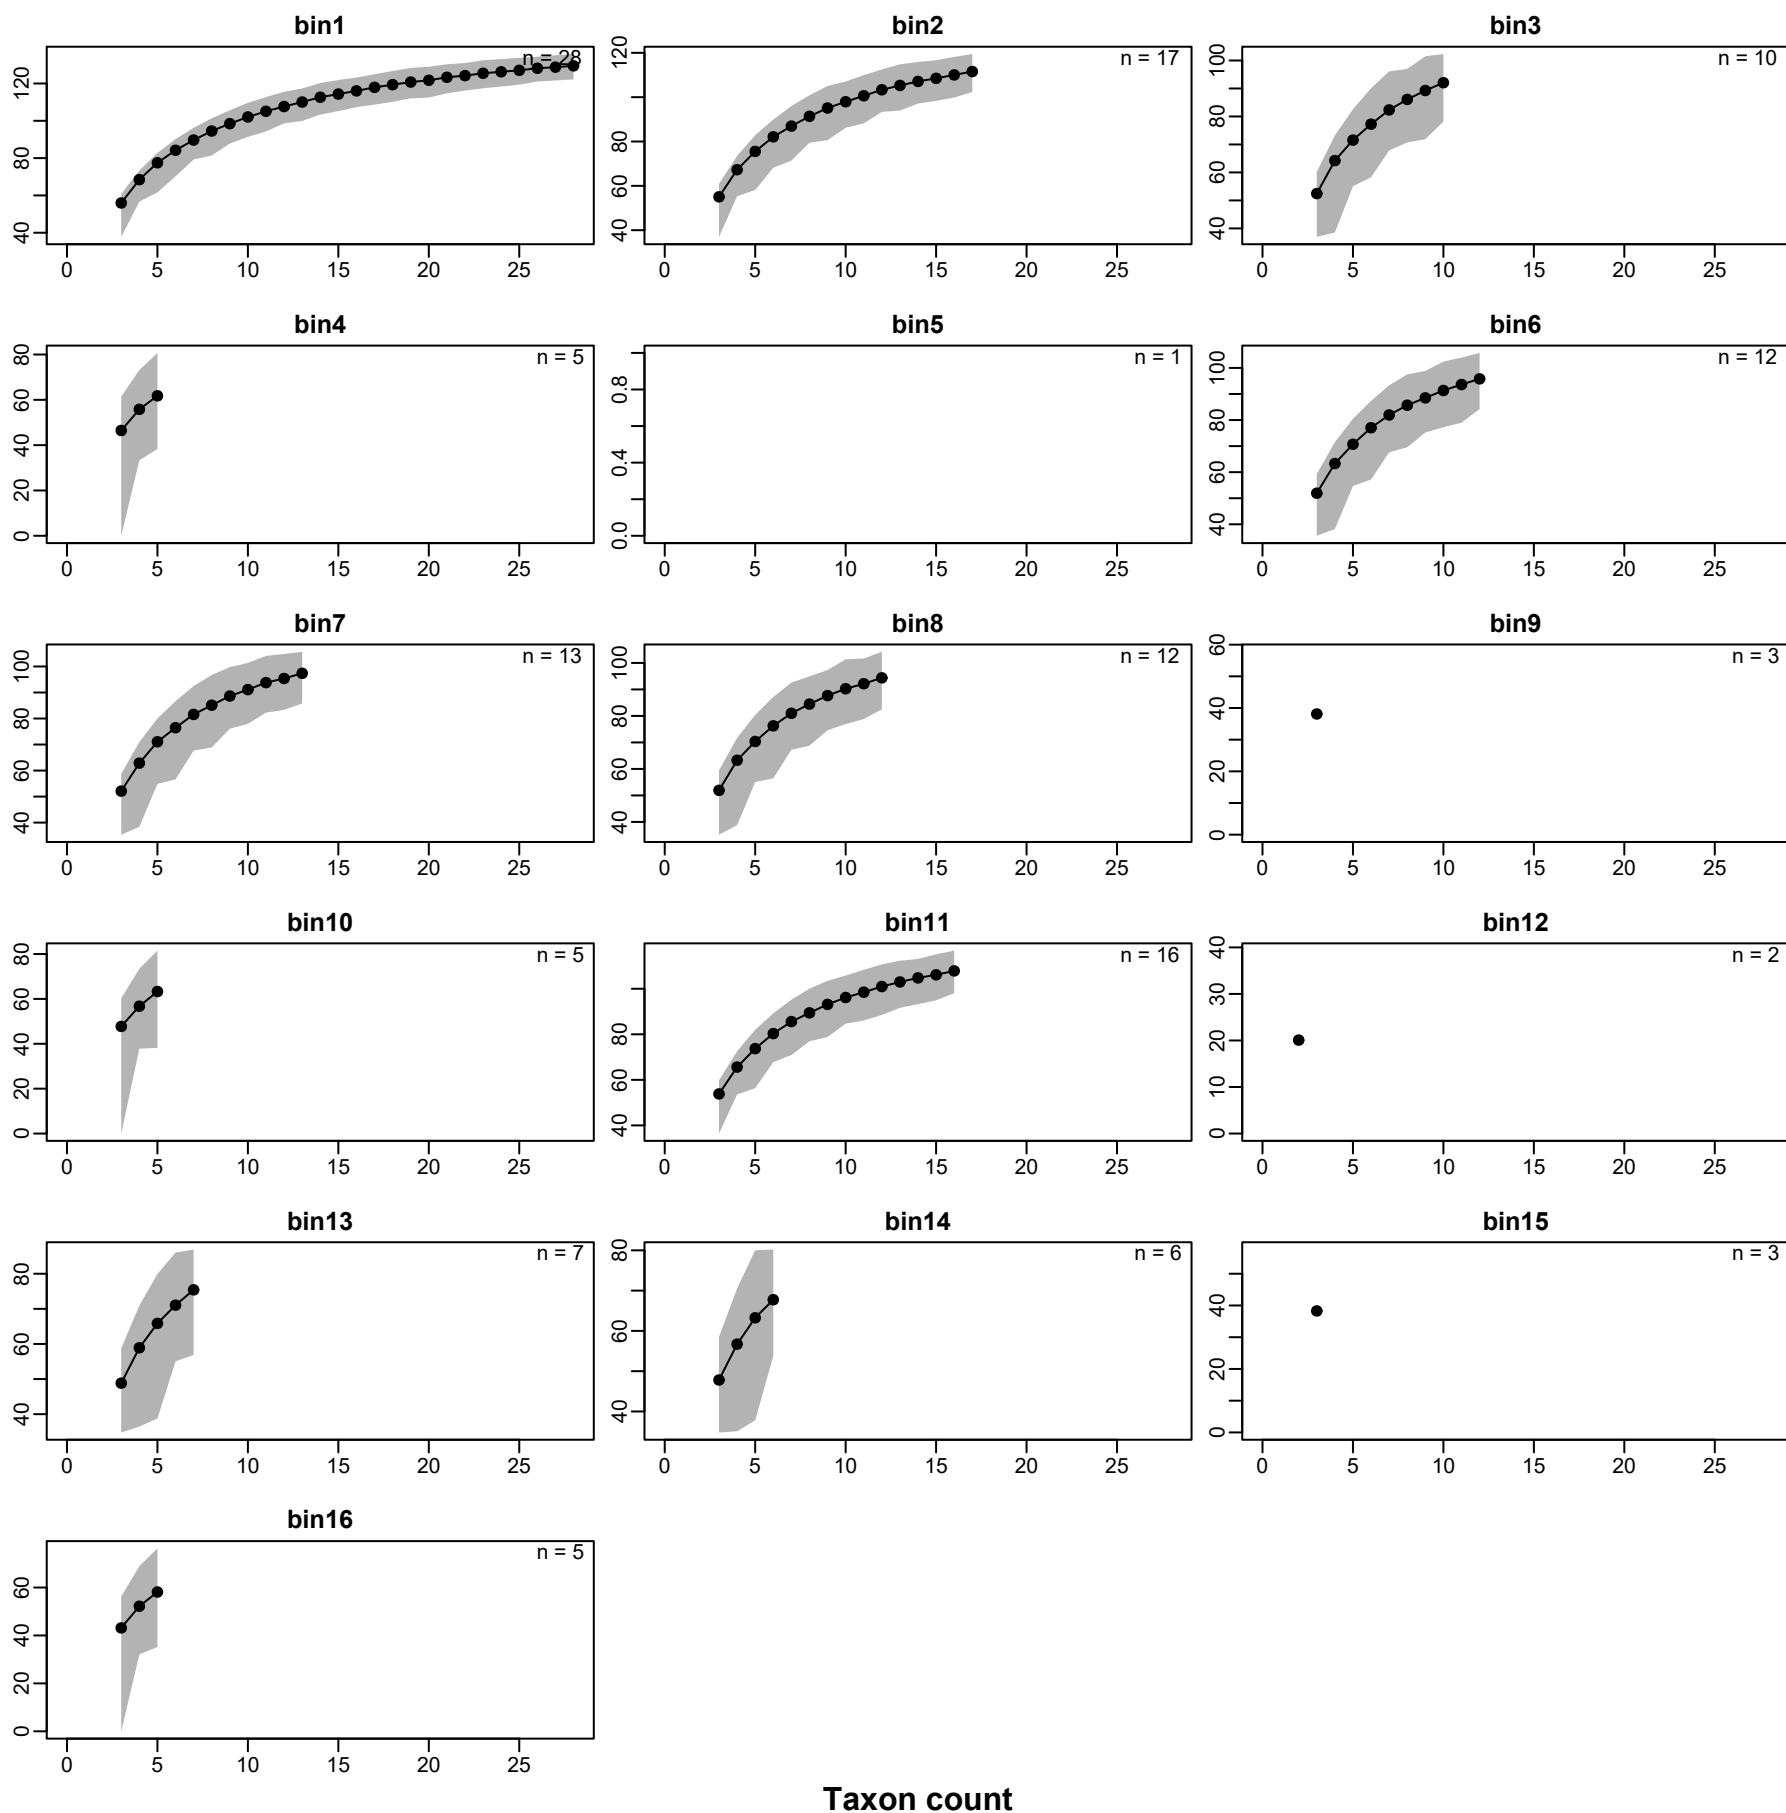 bin1 bin2 bin3
n = 28 n = 17 n = 10
40 80 120 40 60 80 120 40 60 80 100
0 5 10 15 20 25 0 5 10 15 20 25 0 5 10 15 20 25
bin4 bin5 bin6
n = 5 n = 1 n = 12
0 20 40 60 80 0.0 0.4 0.8 40 60 80 100
0 5 10 15 20 25 0 5 10 15 20 25 0 5 10 15 20 25
bin7 bin8 bin9
n = 13 n = 12 n = 3
40 60 80 100 40 60 80 100 0 20 40 60
0 5 10 15 20 25 0 5 10 15 20 25 0 5 10 15 20 25
bin10 bin11 bin12
n = 5 n = 16 n = 2
0 20 40 60 80 40 60 80 0 10 20 30 40
0 5 10 15 20 25 0 5 10 15 20 25 0 5 10 15 20 25
bin13 bin14 bin15
n = 7 n = 6 n = 3
40 60 80 40 60 80 0 20 40
0 5 10 15 20 25 0 5 10 15 20 25 0 5 10 15 20 25
bin16
n = 5
0 20 40 60
0 5 10 15 20 25
Taxon count